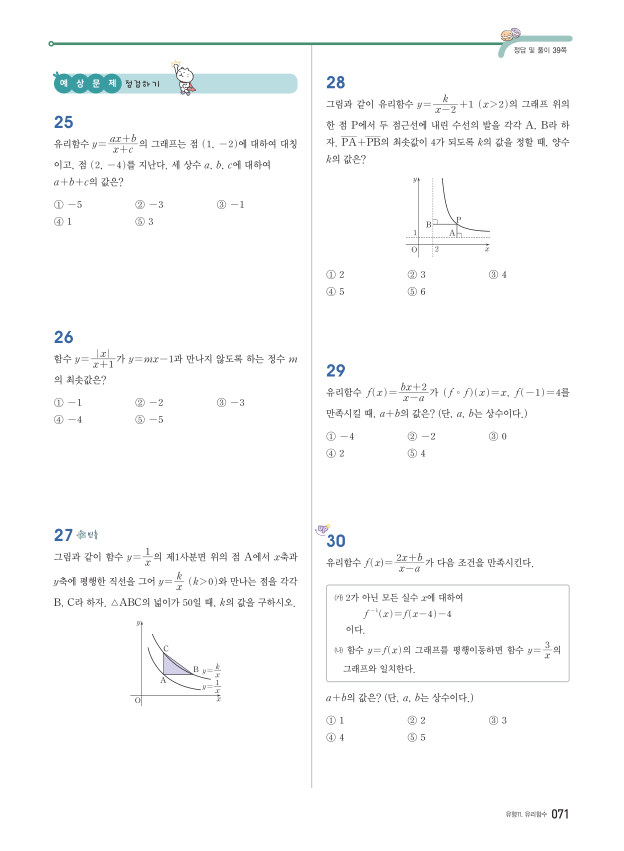 정답 및 풀이 39쪽
예상문제 점검하기
25
유리함수 y=(ax+b)/(x+c)의 그래프는 점 (1, −2)에 대하여 대칭
이고, 점 (2, −4)를 지난다. 세 상수 a, b, c에 대하여
a+b+c의 값은?
① −5 ② −3 ③ −1
④ 1 ⑤ 3
26
함수 y=|x|/(x+1)가 y=mx−1과 만나지 않도록 하는 정수 m
의 최솟값은?
① −1 ② −2 ③ −3
④ −4 ⑤ −5
27
그림과 같이 함수 y=1/x의 제1사분면 위의 점 A에서 x축과
y축에 평행한 직선을 그어 y=k/x (k>0)와 만나는 점을 각각
B, C라 하자. △ABC의 넓이가 50일 때, k의 값을 구하시오.
y
C
B y=k/x
A y=1/x
O x
28
그림과 같이 유리함수 y=k/(x−2)+1 (x>2)의 그래프 위의
한 점 P에서 두 점근선에 내린 수선의 발을 각각 A, B라 하
자. PA+PB의 최솟값이 4가 되도록 k의 값을 정할 때, 양수
k의 값은?
y
B P
1 A
O 2 x
① 2 ② 3 ③ 4
④ 5 ⑤ 6
29
유리함수 f(x)=(bx+2)/(x−a)가 (f∘f)(x)=x, f(−1)=4를
만족시킬 때, a+b의 값은? (단, a, b는 상수이다.)
① −4 ② −2 ③ 0
④ 2 ⑤ 4
30
유리함수 f(x)=(2x+b)/(x−a)가 다음 조건을 만족시킨다.
㈎ 2가 아닌 모든 실수 x에 대하여
f⁻¹(x)=f(x−4)−4
이다.
㈏ 함수 y=f(x)의 그래프를 평행이동하면 함수 y=3/x의
그래프와 일치한다.
a+b의 값은? (단, a, b는 상수이다.)
① 1 ② 2 ③ 3
④ 4 ⑤ 5
유형11. 유리함수 071